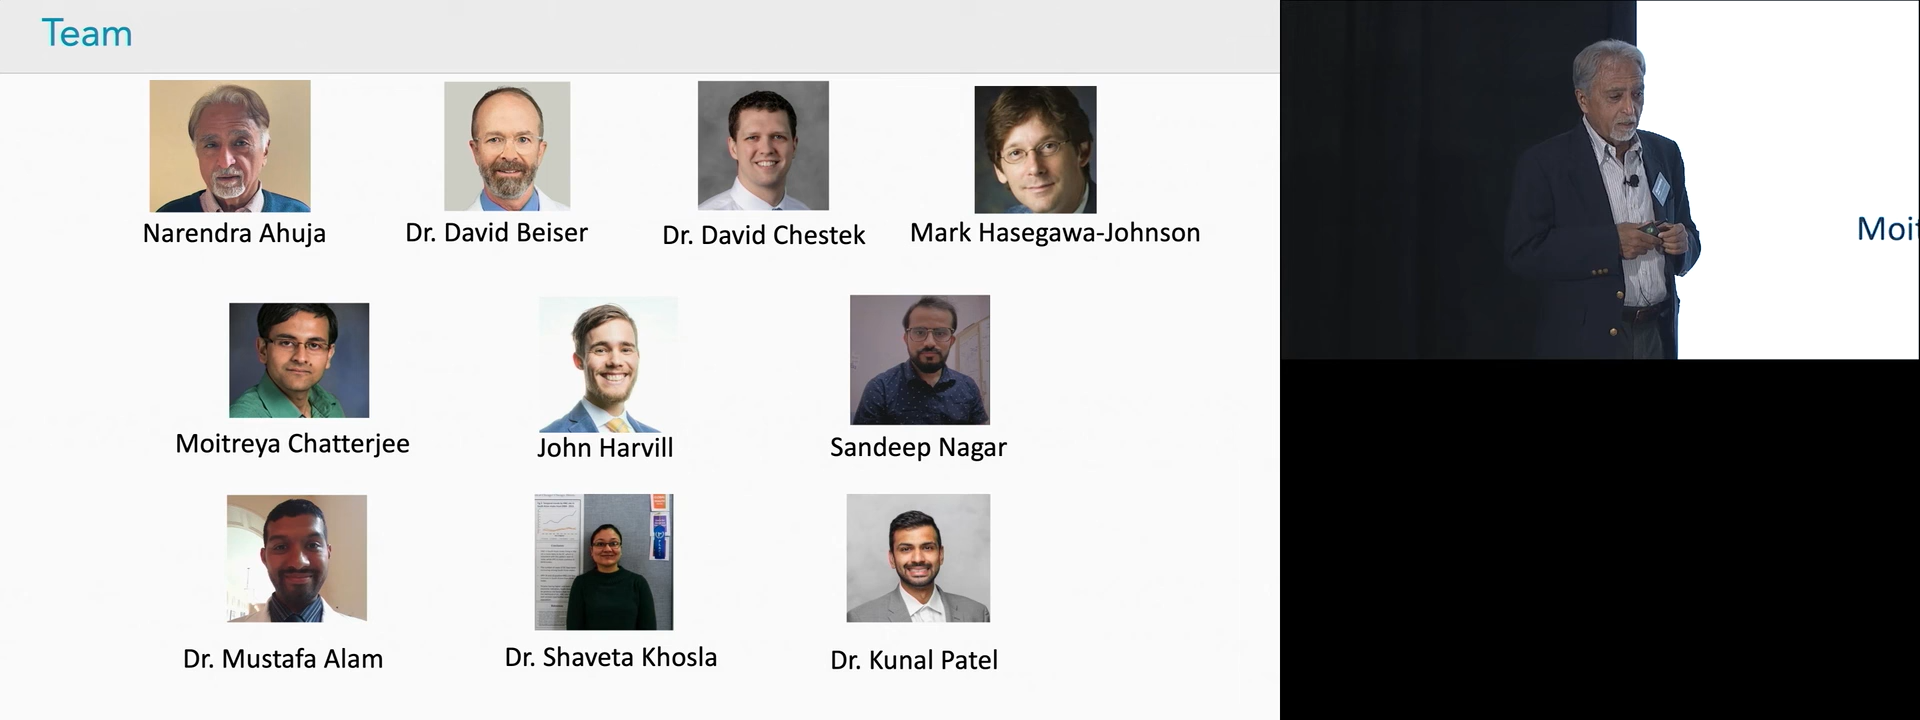 Team
Narendra Ahuja
Dr. David Beiser
Dr. David Chestek
Mark Hasegawa-Johnson
Moit
Moitreya Chatterjee
John Harvill
Sandeep Nagar
Dr. Mustafa Alam
Dr. Shaveta Khosla
Dr. Kunal Patel